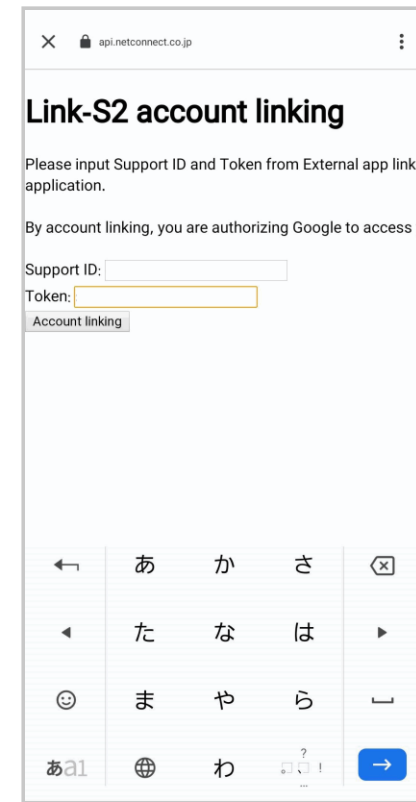 api.netconnect.co.jp
Link-S2 account linking
Please input Support ID and Token from External app link
application.
By account linking, you are authorizing Google to access
Support ID:
Token:
Account linking
あ か さ
た な は
ま や ら
あa1 わ 。?、!…